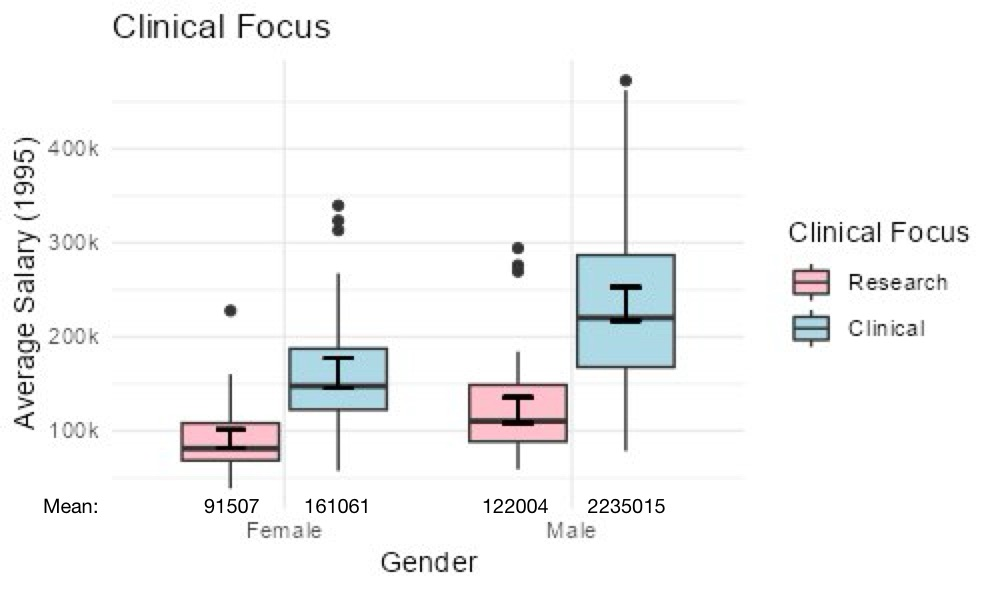 Clinical Focus
Average Salary (1995)
400k
300k
200k
100k
Mean: 91507 161061 122004 2235015
Female Male
Gender
Clinical Focus
Research
Clinical